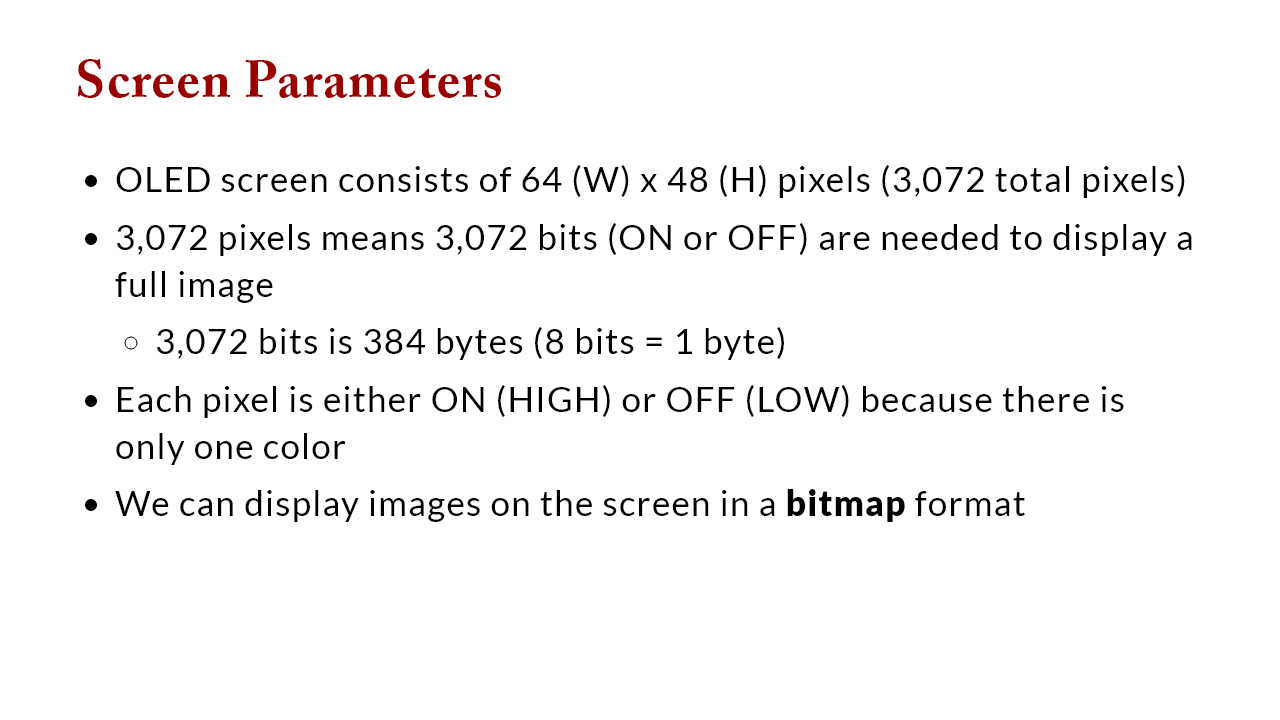 Screen Parameters
• OLED screen consists of 64 (W) x 48 (H) pixels (3,072 total pixels)
• 3,072 pixels means 3,072 bits (ON or OFF) are needed to display a
full image
○ 3,072 bits is 384 bytes (8 bits = 1 byte)
• Each pixel is either ON (HIGH) or OFF (LOW) because there is
only one color
• We can display images on the screen in a bitmap format